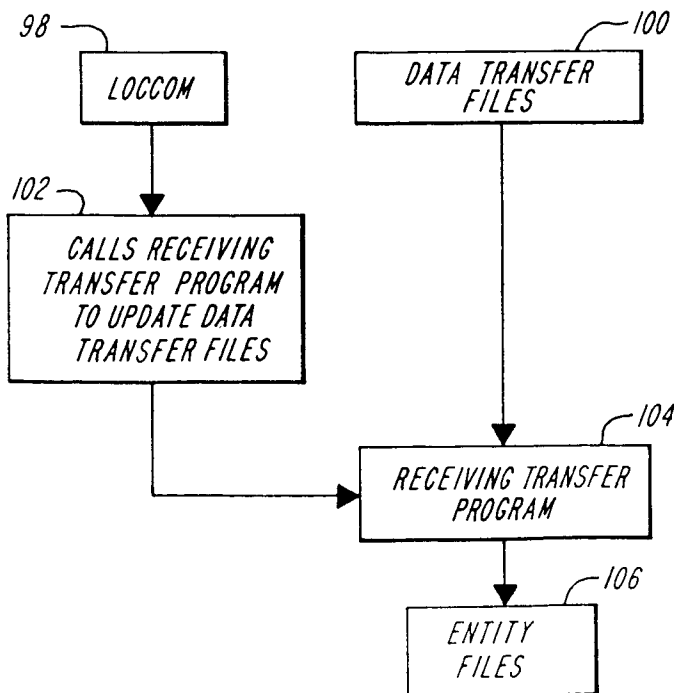 98
LOCCOM
100
DATA TRANSFER
FILES
102
CALLS RECEIVING
TRANSFER PROGRAM
TO UPDATE DATA
TRANSFER FILES
104
RECEIVING TRANSFER
PROGRAM
106
ENTITY
FILES